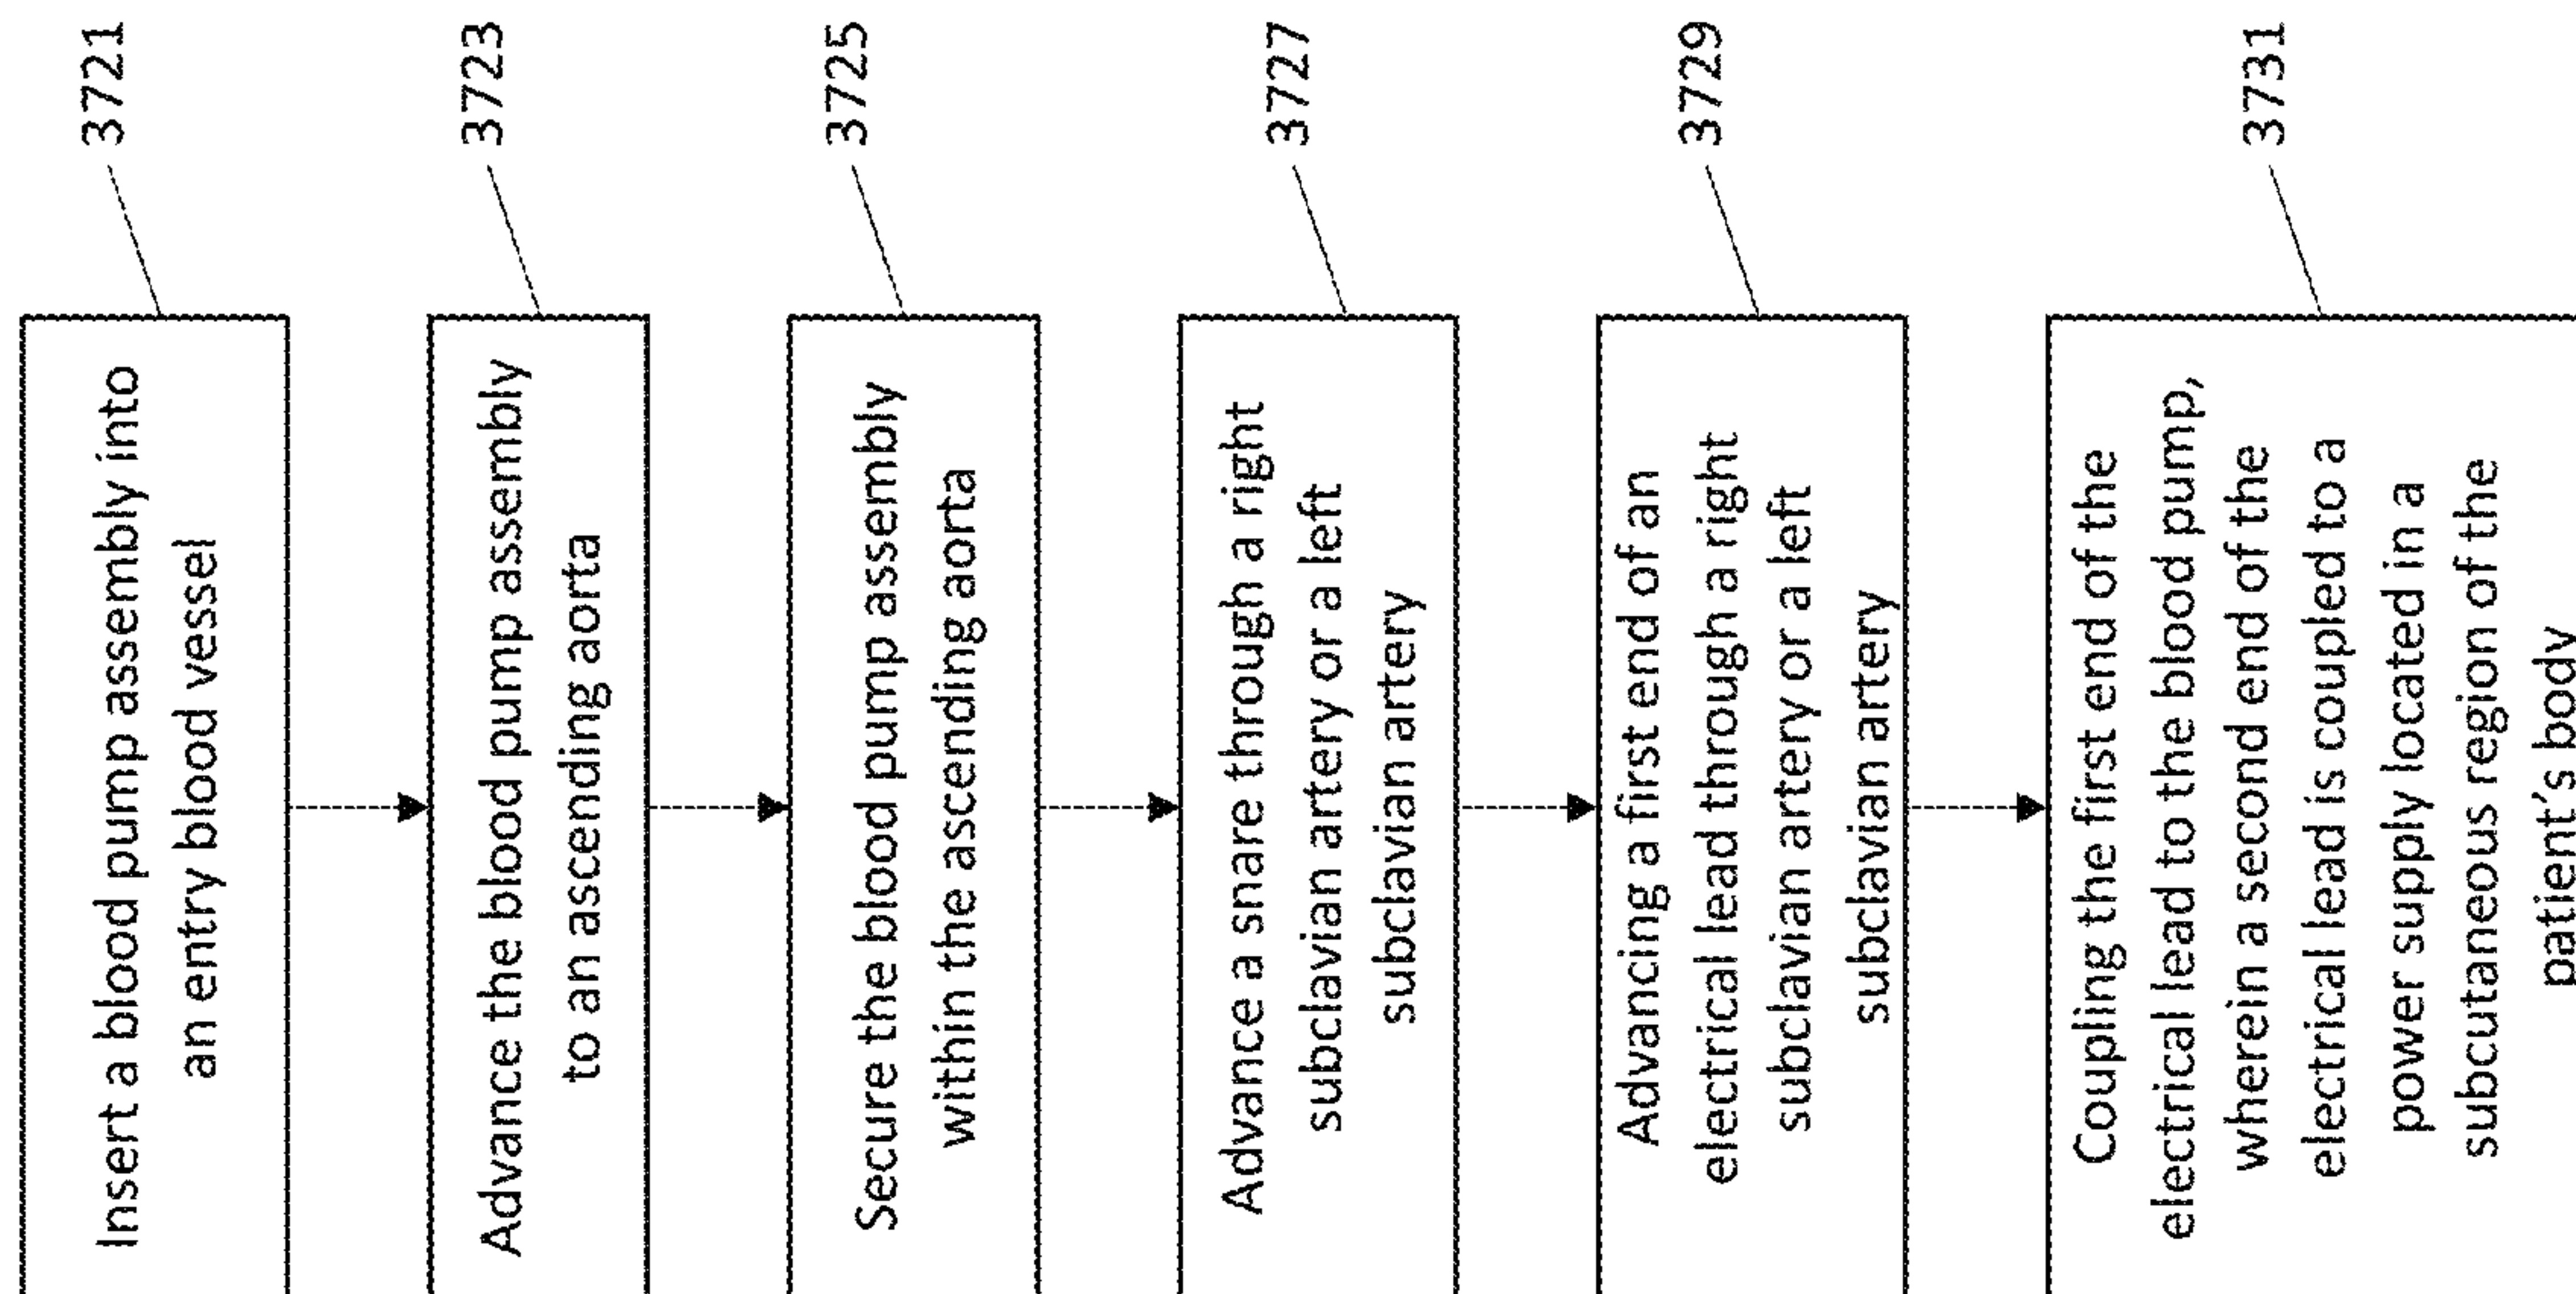 Insert a blood pump assembly into
an entry blood vessel
3721
Advance the blood pump assembly
to an ascending aorta
3723
Secure the blood pump assembly
within the ascending aorta
3725
Advance a snare through a right
subclavian artery or a left
subclavian artery
3727
Advancing a first end of an
electrical lead through a right
subclavian artery or a left
subclavian artery
3729
Coupling the first end of the
electrical lead to the blood pump,
wherein a second end of the
electrical lead is coupled to a
power supply located in a
subcutaneous region of the
patient's body
3731